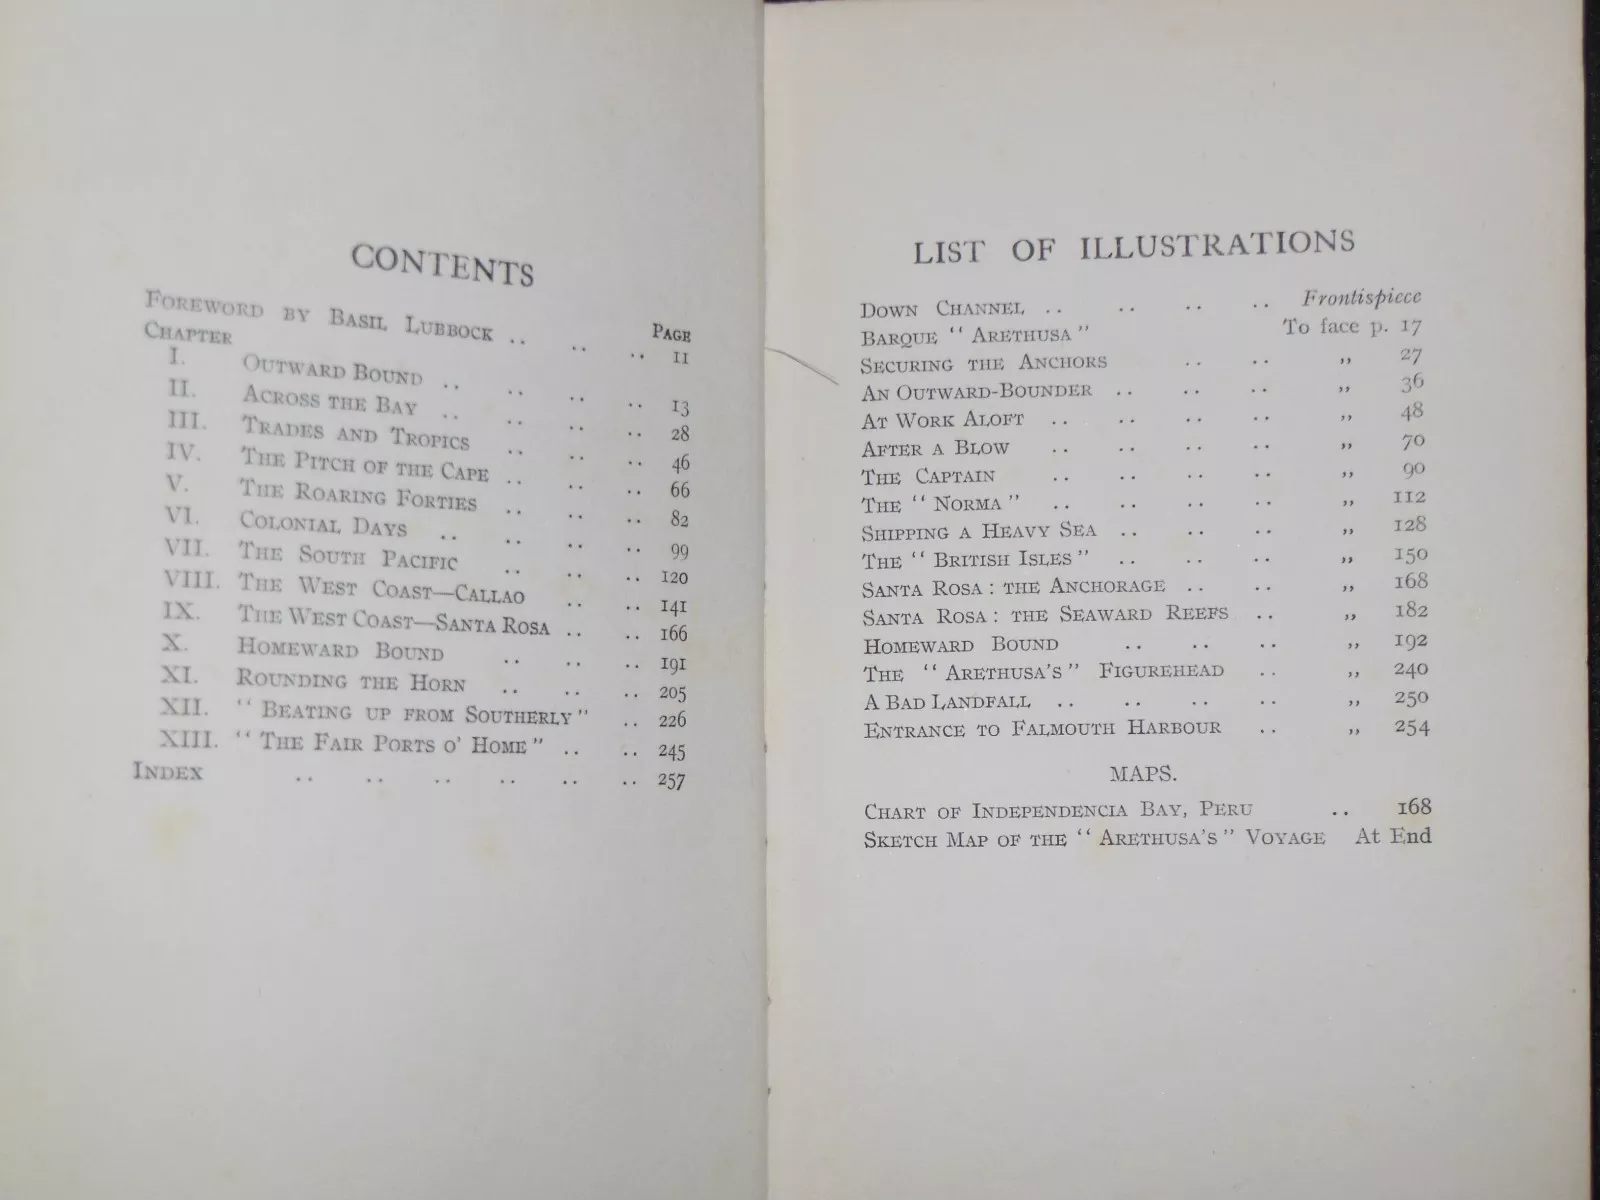 CONTENTS
FOREWORD BY BASIL LUBBOCK .. .. .. 11
CHAPTER PAGE
I. OUTWARD BOUND .. .. .. .. 13
II. ACROSS THE BAY .. .. .. .. 28
III. TRADES AND TROPICS .. .. .. 46
IV. THE PITCH OF THE CAPE .. .. .. 66
V. THE ROARING FORTIES .. .. .. 82
VI. COLONIAL DAYS .. .. .. .. 99
VII. THE SOUTH PACIFIC .. .. .. 120
VIII. THE WEST COAST—CALLAO .. .. 141
IX. THE WEST COAST—SANTA ROSA .. .. 166
X. HOMEWARD BOUND .. .. .. 191
XI. ROUNDING THE HORN .. .. .. 205
XII. “BEATING UP FROM SOUTHERLY” .. 226
XIII. “THE FAIR PORTS O’ HOME” .. .. 245
INDEX .. .. .. .. .. .. 257
LIST OF ILLUSTRATIONS
DOWN CHANNEL .. .. .. .. Frontispiece
BARQUE “ARETHUSA” To face p. 17
SECURING THE ANCHORS .. .. ,, 27
AN OUTWARD-BOUNDER .. .. .. ,, 36
AT WORK ALOFT .. .. .. .. ,, 48
AFTER A BLOW .. .. .. .. ,, 70
THE CAPTAIN .. .. .. .. ,, 90
THE “NORMA” .. .. .. .. ,, 112
SHIPPING A HEAVY SEA .. .. .. ,, 128
THE “BRITISH ISLES” .. .. .. ,, 150
SANTA ROSA: THE ANCHORAGE .. .. ,, 168
SANTA ROSA: THE SEAWARD REEFS .. ,, 182
HOMEWARD BOUND .. .. .. ,, 192
THE “ARETHUSA’S” FIGUREHEAD .. ,, 240
A BAD LANDFALL .. .. .. .. ,, 250
ENTRANCE TO FALMOUTH HARBOUR .. ,, 254
MAPS.
CHART OF INDEPENDENCIA BAY, PERU .. 168
SKETCH MAP OF THE “ARETHUSA’S” VOYAGE At End